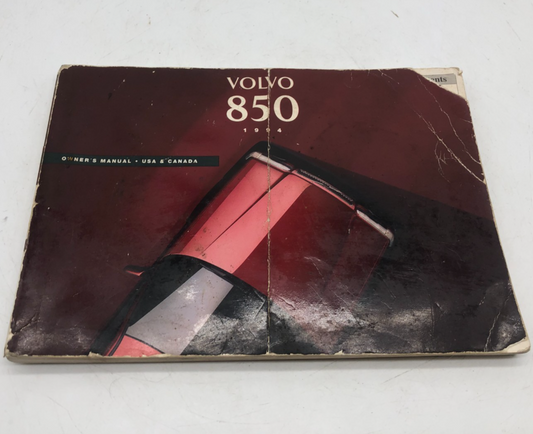 VOLVO
850
1994
OWNER'S MANUAL • USA & CANADA